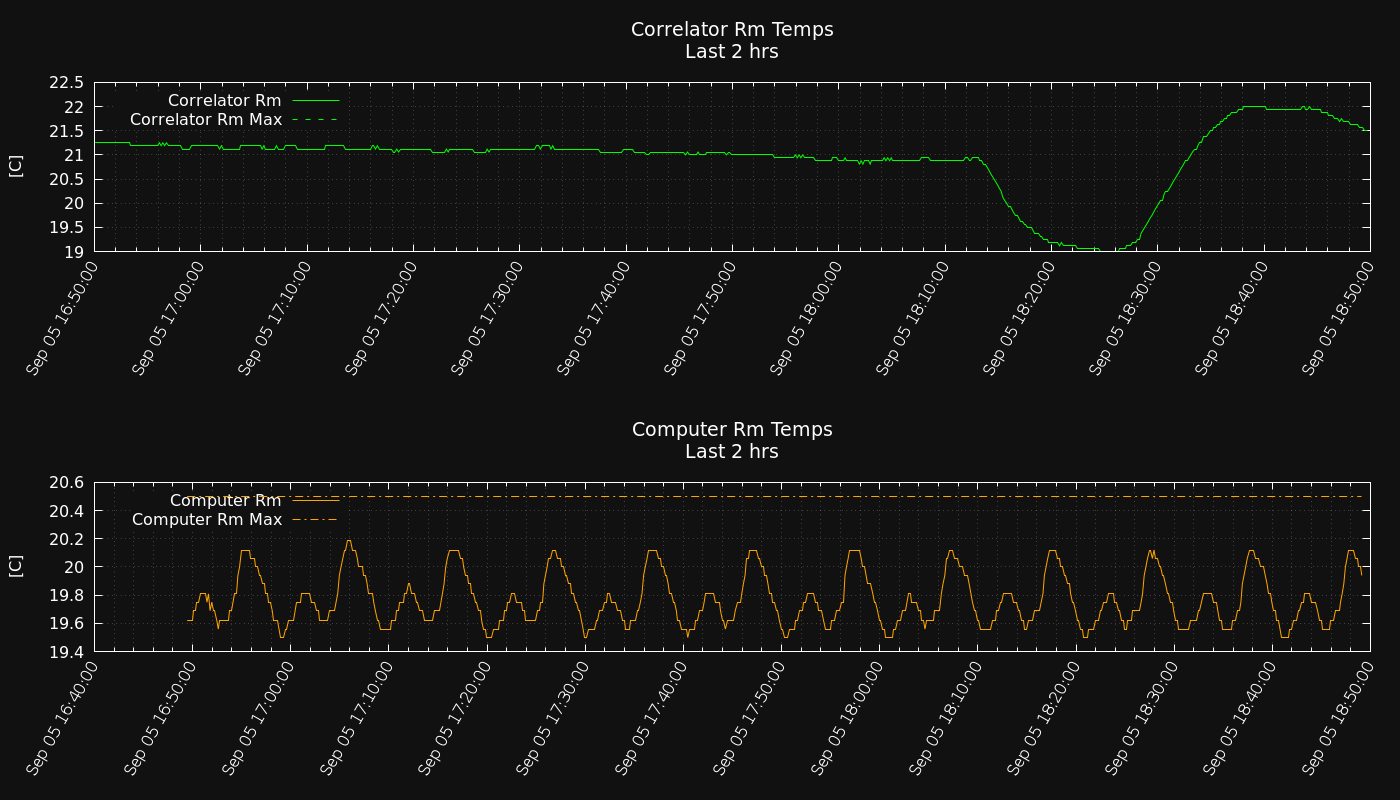 Correlator Rm Temps
Last 2 hrs
22.5
22
21.5
21
20.5
20
19.5
19
[C]
Correlator Rm
Correlator Rm Max
Sep 05 16:50:00
Sep 05 17:00:00
Sep 05 17:10:00
Sep 05 17:20:00
Sep 05 17:30:00
Sep 05 17:40:00
Sep 05 17:50:00
Sep 05 18:00:00
Sep 05 18:10:00
Sep 05 18:20:00
Sep 05 18:30:00
Sep 05 18:40:00
Sep 05 18:50:00
Computer Rm Temps
Last 2 hrs
20.6
20.4
20.2
20
19.8
19.6
19.4
[C]
Computer Rm
Computer Rm Max
Sep 05 16:40:00
Sep 05 16:50:00
Sep 05 17:00:00
Sep 05 17:10:00
Sep 05 17:20:00
Sep 05 17:30:00
Sep 05 17:40:00
Sep 05 17:50:00
Sep 05 18:00:00
Sep 05 18:10:00
Sep 05 18:20:00
Sep 05 18:30:00
Sep 05 18:40:00
Sep 05 18:50:00